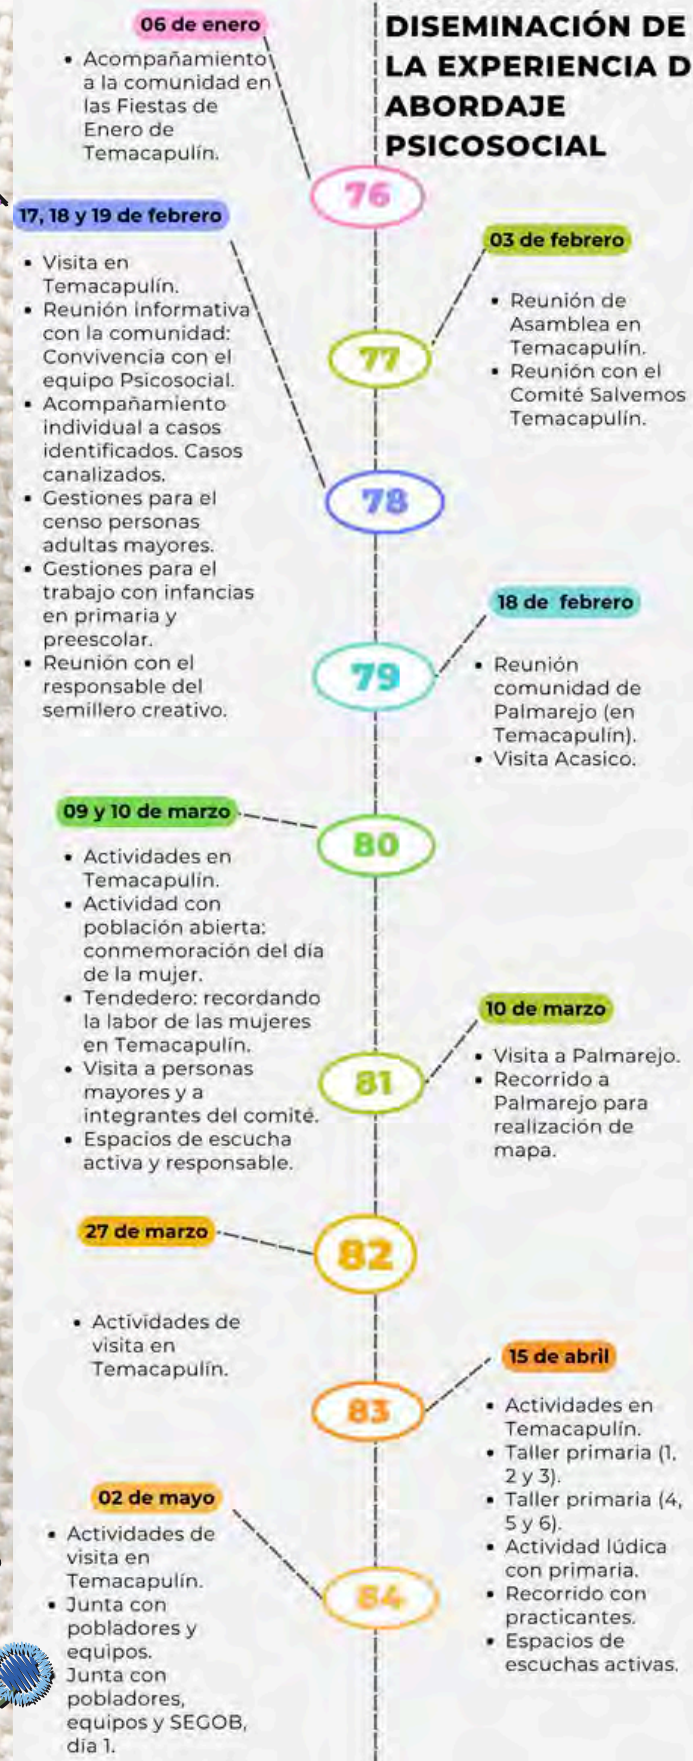 DISEMINACIÓN DE
LA EXPERIENCIA D
ABORDAJE
PSICOSOCIAL
06 de enero
• Acompañamiento
a la comunidad en
las Fiestas de
Enero de
Temacapulín.
76
03 de febrero
• Reunión de
Asamblea en
Temacapulín.
• Reunión con el
Comité Salvemos
Temacapulín.
77
17, 18 y 19 de febrero
• Visita en
Temacapulín.
• Reunión informativa
con la comunidad:
Convivencia con el
equipo Psicosocial.
• Acompañamiento
individual a casos
identificados. Casos
canalizados.
• Gestiones para el
censo personas
adultas mayores.
• Gestiones para el
trabajo con infancias
en primaria y
preescolar.
• Reunión con el
responsable del
semillero creativo.
78
18 de febrero
• Reunión
comunidad de
Palmarejo (en
Temacapulín).
• Visita Acasico.
79
09 y 10 de marzo
• Actividades en
Temacapulín.
• Actividad con
población abierta:
conmemoración del día
de la mujer.
• Tendedero: recordando
la labor de las mujeres
en Temacapulín.
• Visita a personas
mayores y a
integrantes del comité.
• Espacios de escucha
activa y responsable.
80
10 de marzo
• Visita a Palmarejo.
• Recorrido a
Palmarejo para
realización de
mapa.
81
27 de marzo
• Actividades de
visita en
Temacapulín.
82
15 de abril
• Actividades en
Temacapulín.
• Taller primaria (1,
2 y 3).
• Taller primaria (4,
5 y 6).
• Actividad lúdica
con primaria.
• Recorrido con
practicantes.
• Espacios de
escuchas activas.
83
02 de mayo
• Actividades de
visita en
Temacapulín.
• Junta con
pobladores y
equipos.
Junta con
pobladores,
equipos y SEGOB,
día 1.
84